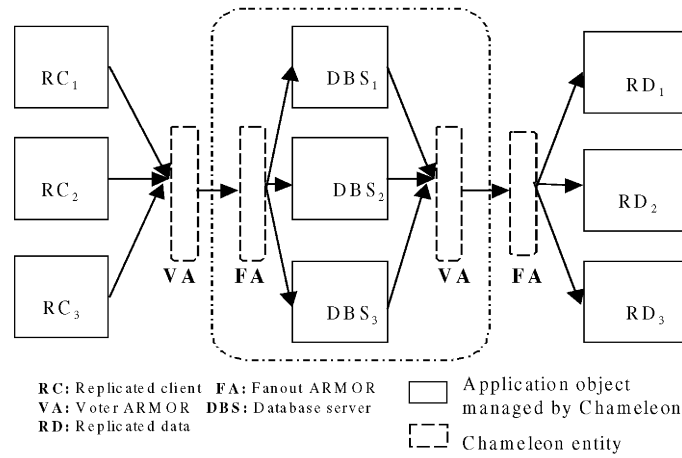 RC1
RC2
RC3
VA
FA
DBS1
DBS2
DBS3
VA
FA
RD1
RD2
RD3
RC: Replicated client FA: Fanout ARMOR
VA: Voter ARMOR DBS: Database server
RD: Replicated data
Application object
managed by Chameleon
Chameleon entity